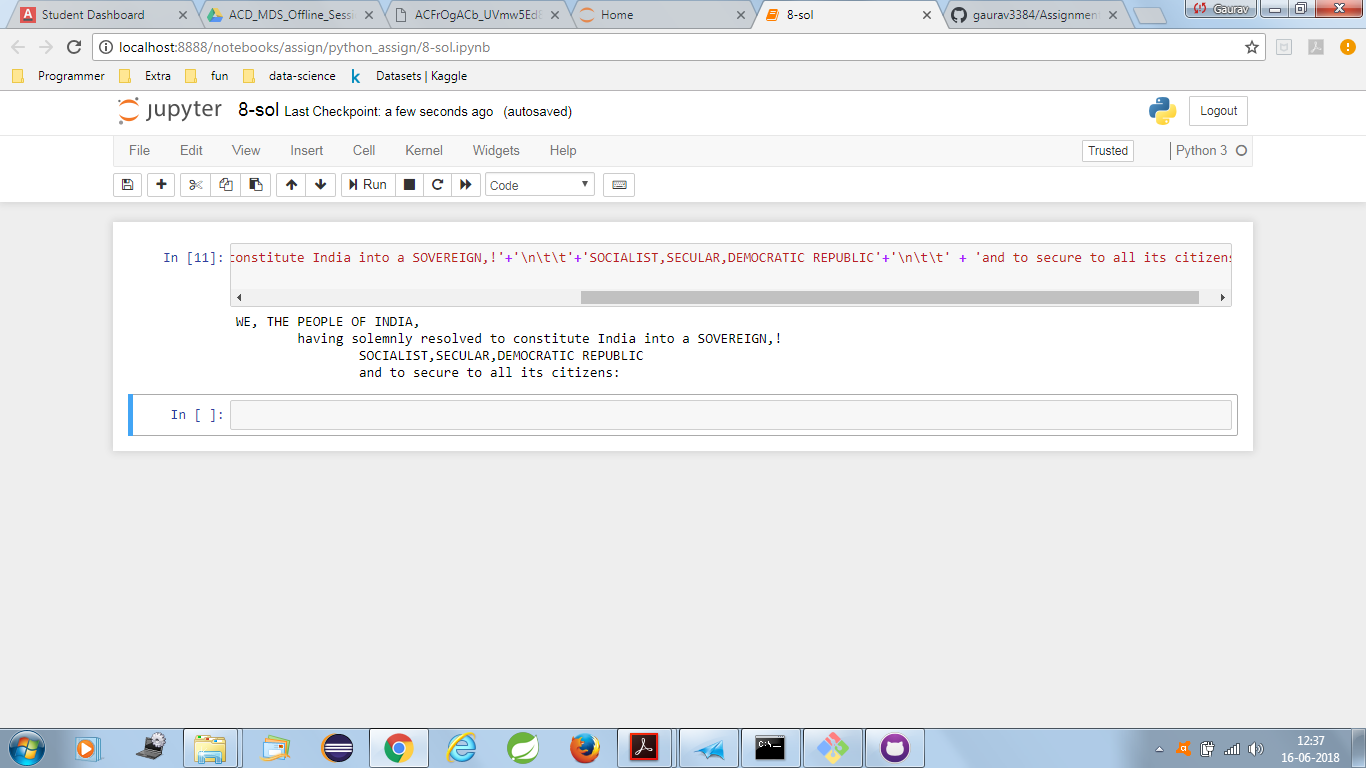 Student Dashboard
ACD_MDS_Offline_Sessi
ACFrOgACb_UVmw5EdE
Home
8-sol
gaurav3384/Assignment
Gaurav
localhost:8888/notebooks/assign/python_assign/8-sol.ipynb
Programmer
Extra
fun
data-science
k
Datasets | Kaggle
jupyter
8-sol Last Checkpoint: a few seconds ago (autosaved)
Logout
File Edit View Insert Cell Kernel Widgets Help
Trusted
Python 3
Run
Code
In [11]:
constitute India into a SOVEREIGN,!'+'\n\t\t'+'SOCIALIST,SECULAR,DEMOCRATIC REPUBLIC'+'\n\t\t' + 'and to secure to all its citizens
WE, THE PEOPLE OF INDIA,
having solemnly resolved to constitute India into a SOVEREIGN,!
SOCIALIST,SECULAR,DEMOCRATIC REPUBLIC
and to secure to all its citizens:
In [ ]:
12:37
16-06-2018